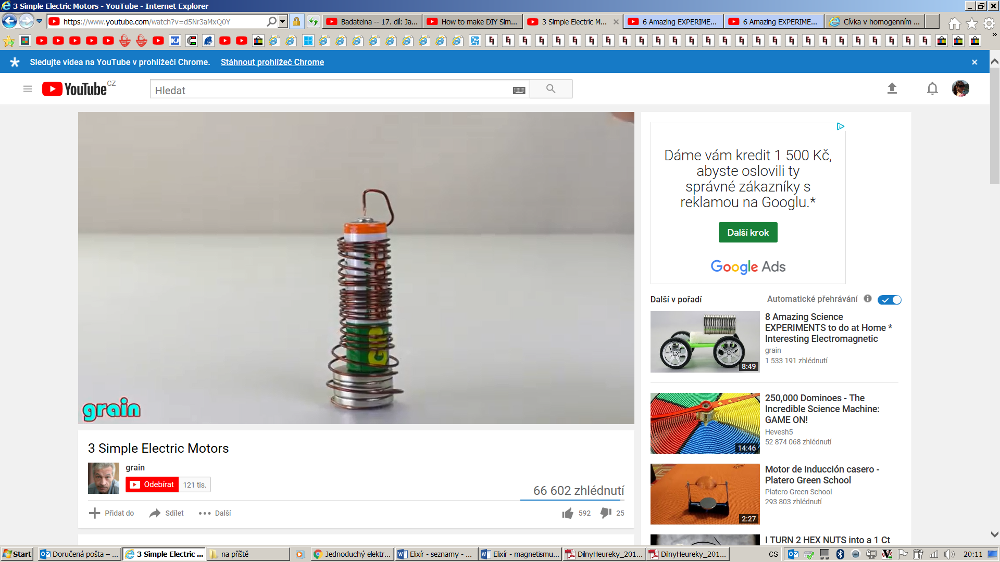 3 Simple Electric Motors - YouTube - Internet Explorer
https://www.youtube.com/watch?v=d5Nr3aMxQ0Y
Badatelna -- 17. díl: Ja...
How to make DIY Sim...
3 Simple Electric M...
6 Amazing EXPERIME...
6 Amazing EXPERIME...
Cívka v homogenním ...
Sledujte videa na YouTube v prohlížeči Chrome. Stáhnout prohlížeč Chrome
YouTube CZ
Hledat
grain
3 Simple Electric Motors
grain
Odebírat 121 tis.
66 602 zhlédnutí
Přidat do Sdílet Další 592 25
Dáme vám kredit 1 500 Kč,
abyste oslovili ty
správné zákazníky s
reklamou na Googlu.*
Další krok
Google Ads
Další v pořadí Automatické přehrávání
8 Amazing Science
EXPERIMENTS to do at Home *
Interesting Electromagnetic
grain
1 533 191 zhlédnutí
8:49
250,000 Dominoes - The
Incredible Science Machine:
GAME ON!
Hevesh5
52 874 068 zhlédnutí
14:46
Motor de Inducción casero -
Platero Green School
Platero Green School
293 803 zhlédnutí
2:27
I TURN 2 HEX NUTS into a 1 Ct
Start
Doručená pošta – ...
3 Simple Electric ...
na příště
Jednoduchý elektr...
Elixír - seznamy - ...
Elixír - magnetismu...
DilnyHeureky_201...
DilnyHeureky_201...
CS
20:11